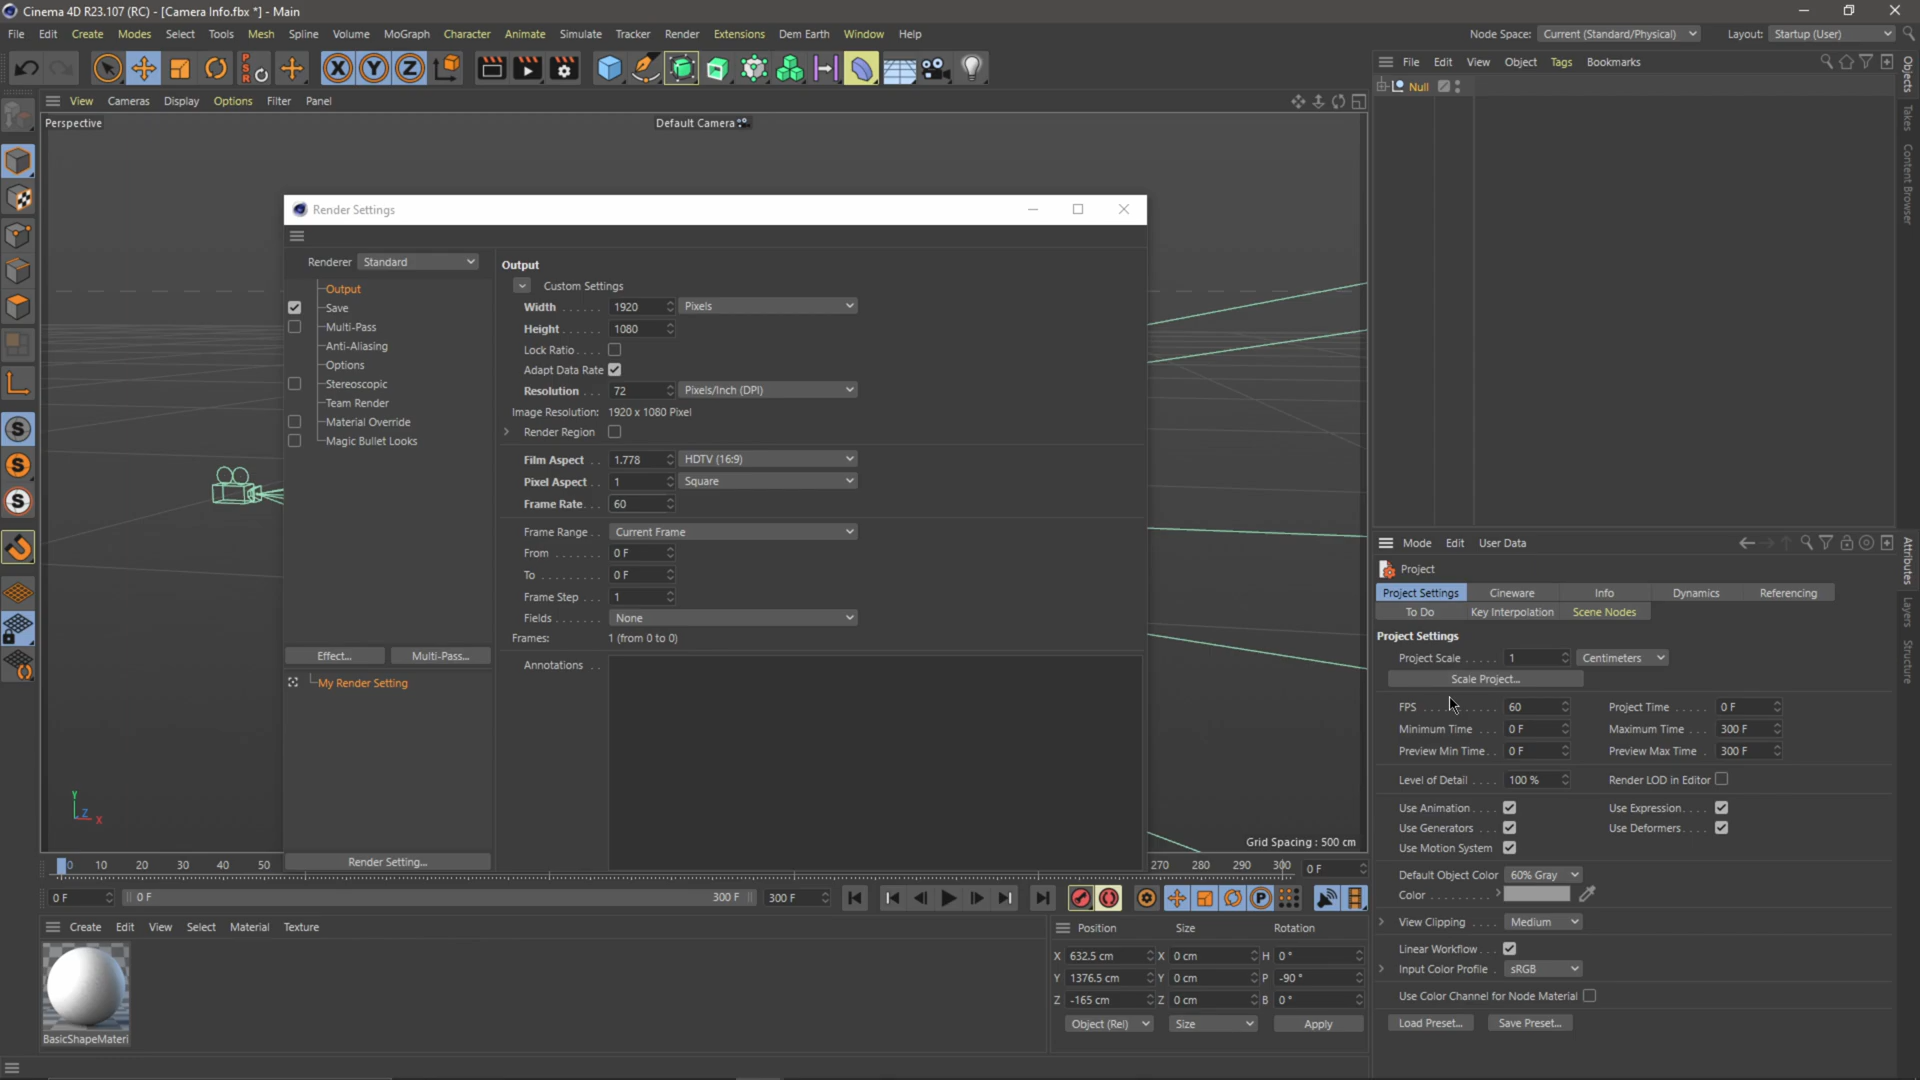 Cinema 4D R23.107 (RC) - [Camera Info.fbx *] - Main
File Edit Create Modes Select Tools Mesh Spline Volume MoGraph Character Animate Simulate Tracker Render Extensions Dem Earth Window Help
Node Space: Current (Standard/Physical) Layout: Startup (User)
X Y Z
PSR
File Edit View Object Tags Bookmarks
View Cameras Display Options Filter Panel
Null
Objects
Takes
Content Browser
Perspective
Default Camera
Render Settings
Renderer Standard
Output
Save
Multi-Pass
Anti-Aliasing
Options
Stereoscopic
Team Render
Material Override
Magic Bullet Looks
Effect... Multi-Pass...
My Render Setting
Render Setting...
Output
Custom Settings
Width 1920 Pixels
Height 1080
Lock Ratio
Adapt Data Rate
Resolution 72 Pixels/Inch (DPI)
Image Resolution: 1920 x 1080 Pixel
Render Region
Film Aspect 1.778 HDTV (16:9)
Pixel Aspect 1 Square
Frame Rate 60
Frame Range Current Frame
From 0 F
To 0 F
Frame Step 1
Fields None
Frames: 1 (from 0 to 0)
Annotations
S
S
S
Y
Z
X
Grid Spacing : 500 cm
0 10 20 30 40 50 270 280 290 300 0 F
0 F 0 F 300 F 300 F
P
Create Edit View Select Material Texture
BasicShapeMateri
Position Size Rotation
X 632.5 cm X 0 cm H 0 °
Y 1376.5 cm Y 0 cm P -90 °
Z -165 cm Z 0 cm B 0 °
Object (Rel) Size Apply
Mode Edit User Data
Attributes
Layers
Structure
Project
Project Settings Cineware Info Dynamics Referencing
To Do Key Interpolation Scene Nodes
Project Settings
Project Scale 1 Centimeters
Scale Project...
FPS 60 Project Time 0 F
Minimum Time 0 F Maximum Time 300 F
Preview Min Time 0 F Preview Max Time 300 F
Level of Detail 100 % Render LOD in Editor
Use Animation Use Expression
Use Generators Use Deformers
Use Motion System
Default Object Color 60% Gray
Color
View Clipping Medium
Linear Workflow
Input Color Profile sRGB
Use Color Channel for Node Material
Load Preset... Save Preset...